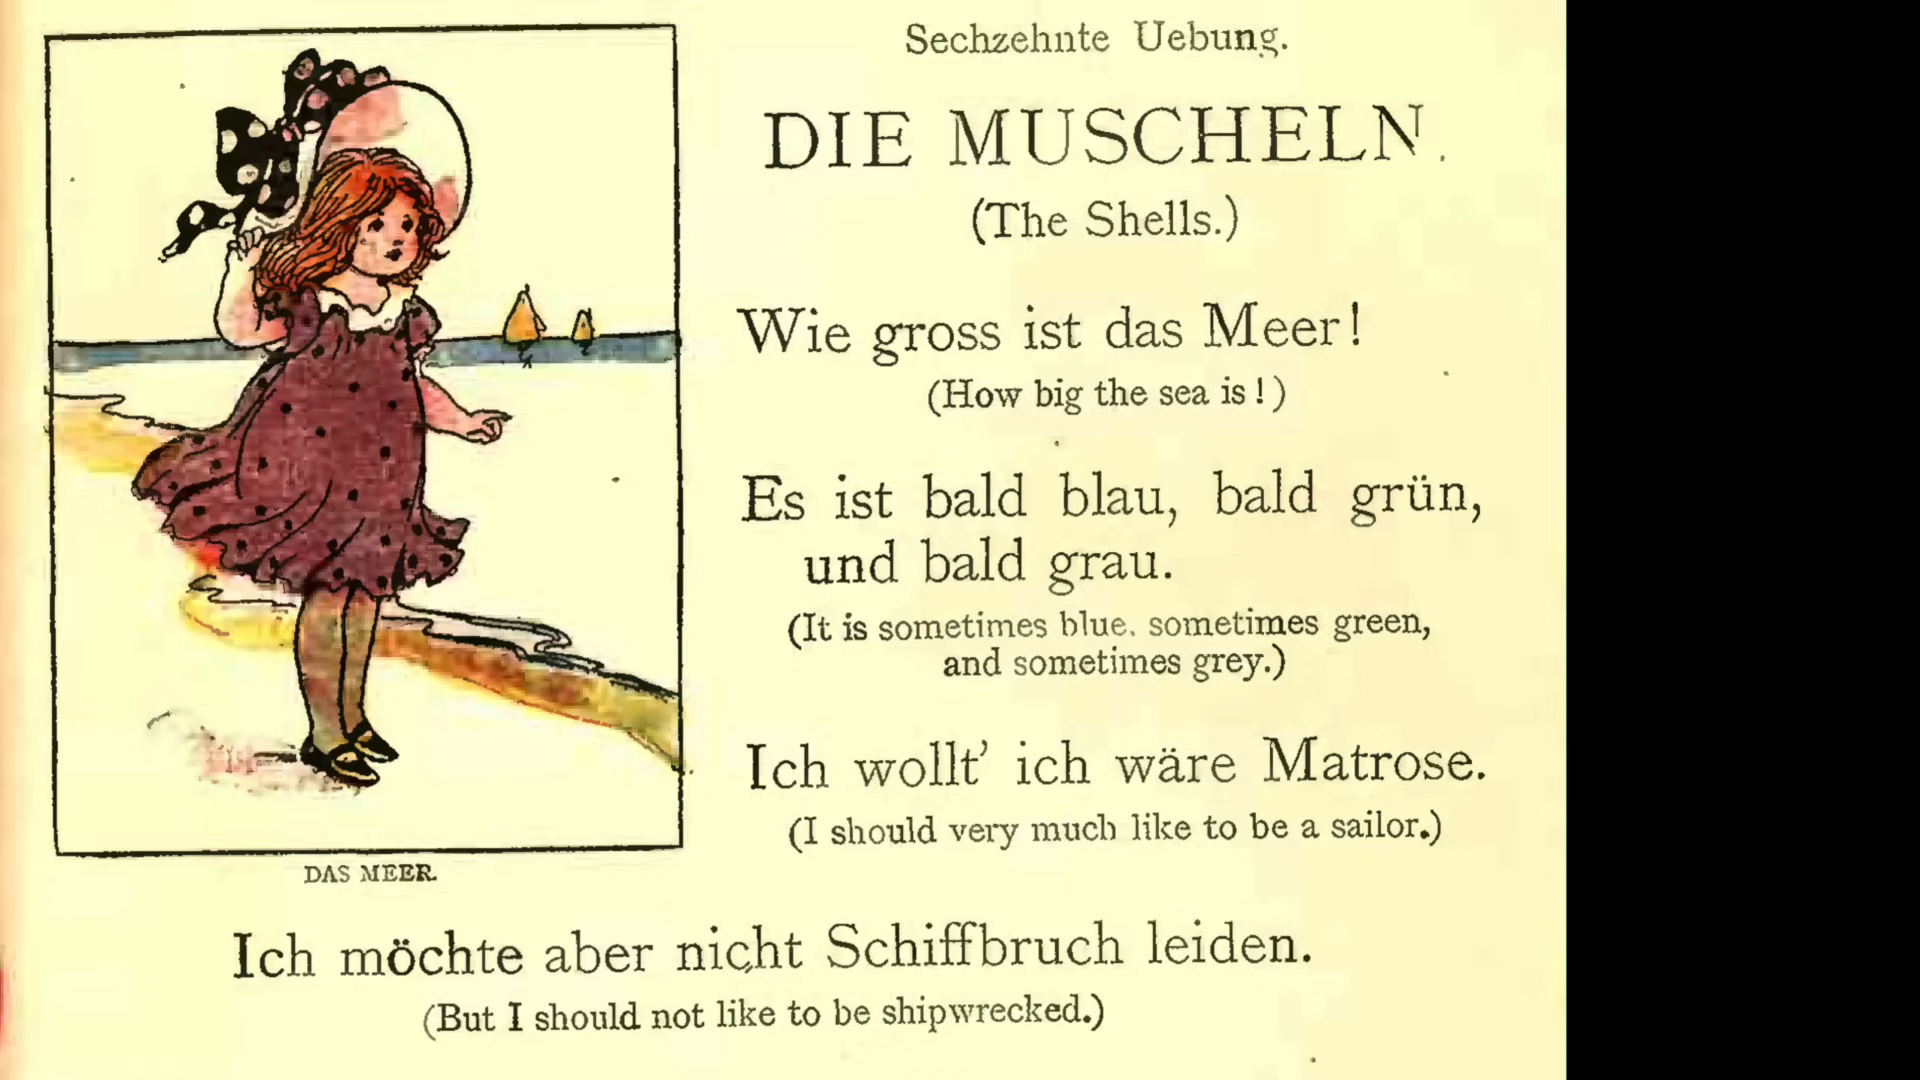 Sechzehnte Uebung.
DIE MUSCHELN.
(The Shells.)
Wie gross ist das Meer!
(How big the sea is!)
Es ist bald blau, bald grün,
und bald grau.
(It is sometimes blue. sometimes green,
and sometimes grey.)
Ich wollt’ ich wäre Matrose.
(I should very much like to be a sailor.)
DAS MEER.
Ich möchte aber nicht Schiffbruch leiden.
(But I should not like to be shipwrecked.)